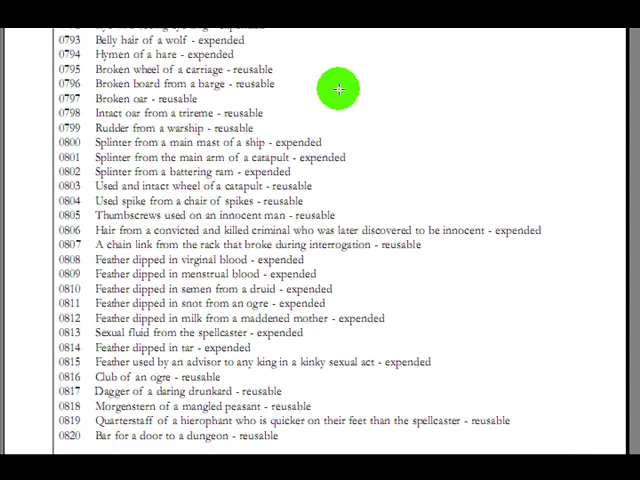 0793 Belly hair of a wolf - expended
0794 Hymen of a hare - expended
0795 Broken wheel of a carriage - reusable
0796 Broken board from a barge - reusable
0797 Broken oar - reusable
0798 Intact oar from a trireme - reusable
0799 Rudder from a warship - reusable
0800 Splinter from a main mast of a ship - expended
0801 Splinter from the main arm of a catapult - expended
0802 Splinter from a battering ram - expended
0803 Used and intact wheel of a catapult - reusable
0804 Used spike from a chair of spikes - reusable
0805 Thumbscrews used on an innocent man - reusable
0806 Hair from a convicted and killed criminal who was later discovered to be innocent - expended
0807 A chain link from the rack that broke during interrogation - reusable
0808 Feather dipped in virginal blood - expended
0809 Feather dipped in menstrual blood - expended
0810 Feather dipped in semen from a druid - expended
0811 Feather dipped in snot from an ogre - expended
0812 Feather dipped in milk from a maddened mother - expended
0813 Sexual fluid from the spellcaster - expended
0814 Feather dipped in tar - expended
0815 Feather used by an advisor to any king in a kinky sexual act - expended
0816 Club of an ogre - reusable
0817 Dagger of a daring drunkard - reusable
0818 Morgenstern of a mangled peasant - reusable
0819 Quarterstaff of a hierophant who is quicker on their feet than the spellcaster - reusable
0820 Bar for a door to a dungeon - reusable